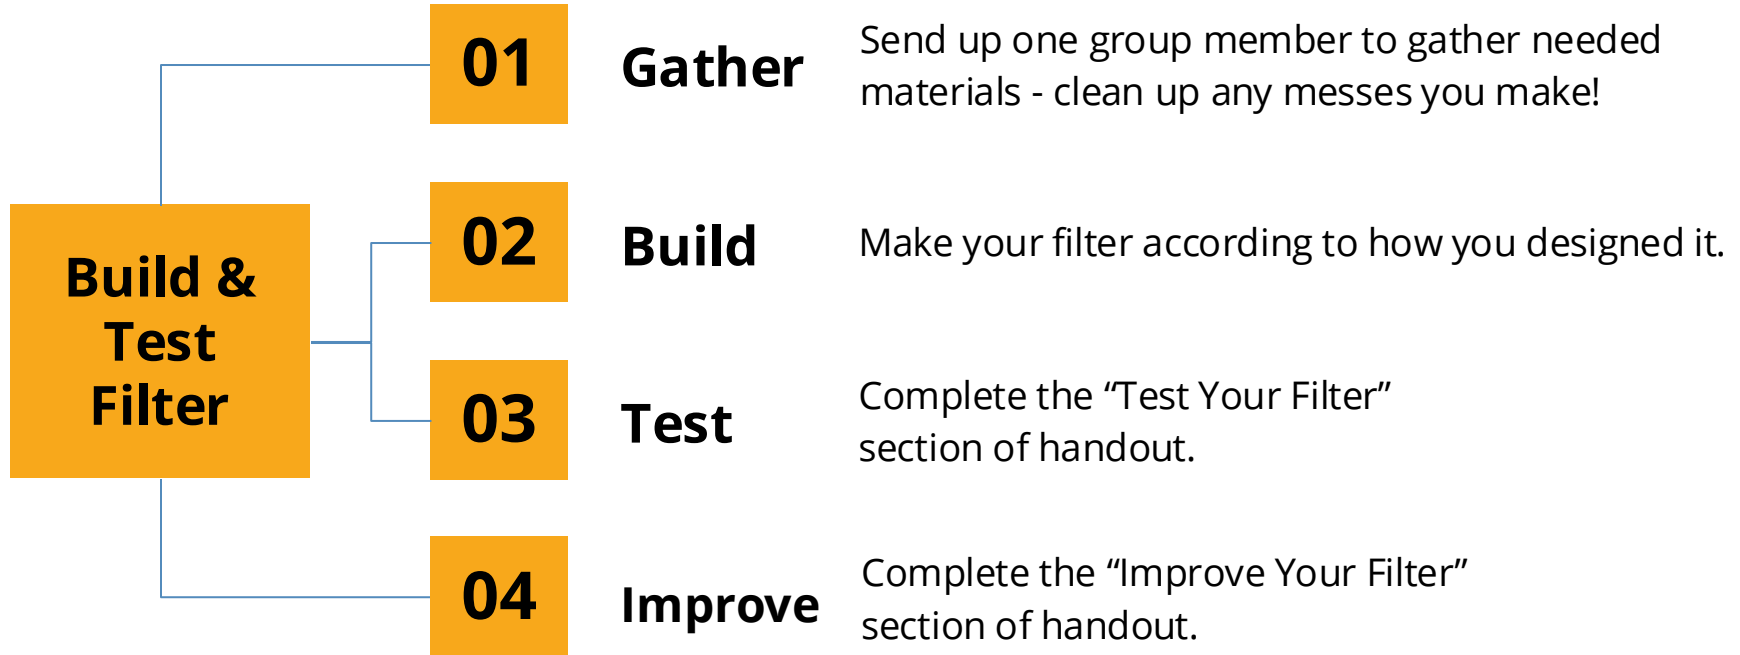 Build &
Test
Filter
01
Gather
Send up one group member to gather needed
materials - clean up any messes you make!
02
Build
Make your filter according to how you designed it.
03
Test
Complete the “Test Your Filter”
section of handout.
04
Improve
Complete the “Improve Your Filter”
section of handout.